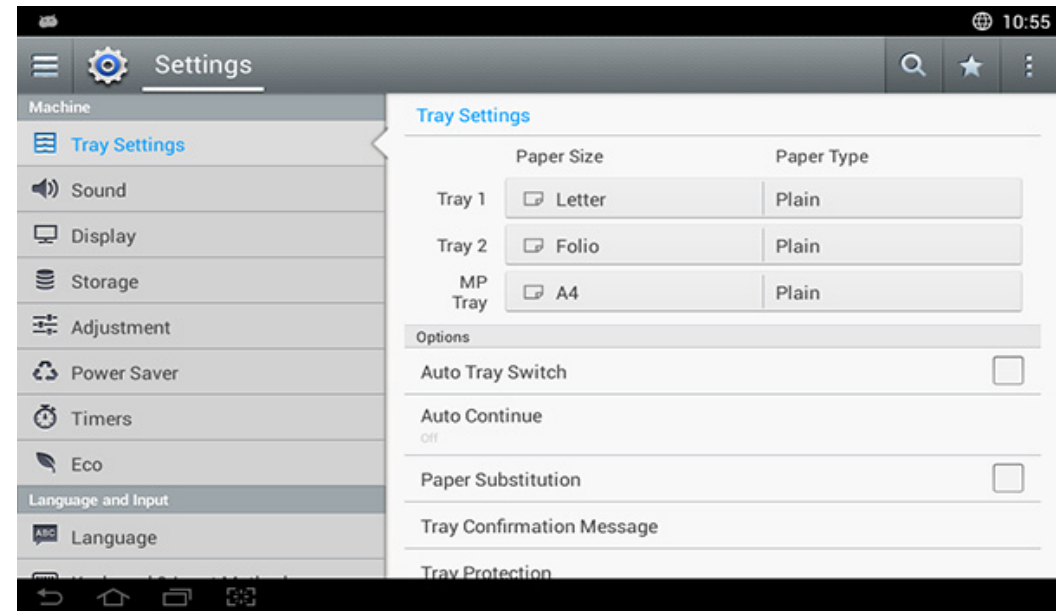 10:55
Settings
Machine
Tray Settings
Sound
Display
Storage
Adjustment
Power Saver
Timers
Eco
Language and Input
ABC
Language
Tray Settings
Paper Size Paper Type
Tray 1 Letter Plain
Tray 2 Folio Plain
MP
Tray A4 Plain
Options
Auto Tray Switch
Auto Continue
Off
Paper Substitution
Tray Confirmation Message
Tray Protection